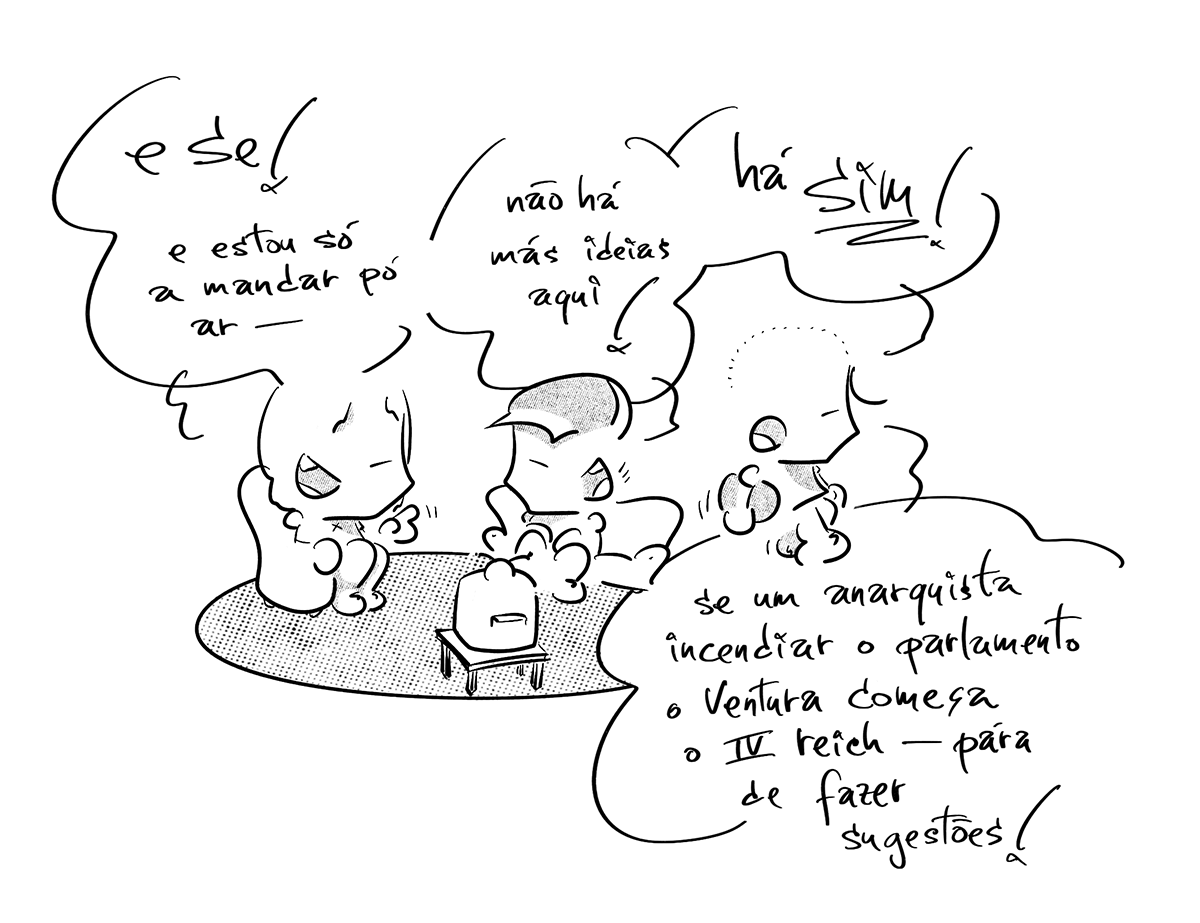 e se!
e estou só
a mandar pó
ar —
não há
más ideias
aqui!
há sim!
se um anarquista
incendiar o parlamento
o Ventura começa
o IV reich — pára
de fazer
sugestões!